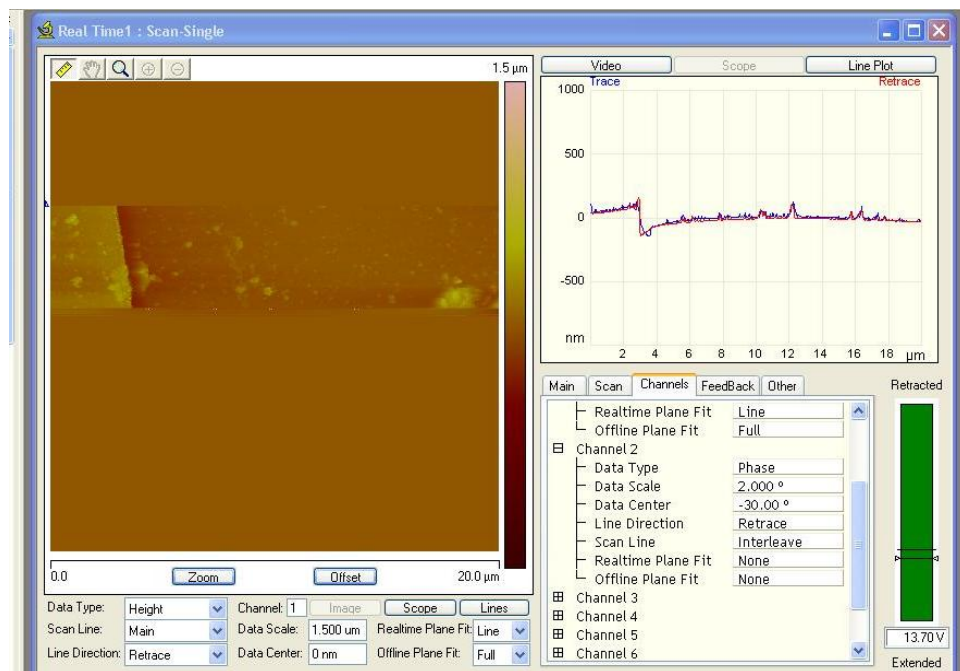 Real Time1 : Scan-Single
1.5 µm
Video Scope Line Plot
Trace Retrace
1000
500
0
-500
nm
2 4 6 8 10 12 14 16 18 µm
0.0 Zoom Offset 20.0 µm
Data Type: Height Channel: 1 Image Scope Lines
Scan Line: Main Data Scale: 1.500 um Realtime Plane Fit: Line
Line Direction: Retrace Data Center: 0 nm Offline Plane Fit: Full
Main Scan Channels FeedBack Other
Realtime Plane Fit Line
Offline Plane Fit Full
Channel 2
Data Type Phase
Data Scale 2.000 º
Data Center -30.00 º
Line Direction Retrace
Scan Line Interleave
Realtime Plane Fit None
Offline Plane Fit None
Channel 3
Channel 4
Channel 5
Channel 6
Retracted
13.70 V
Extended